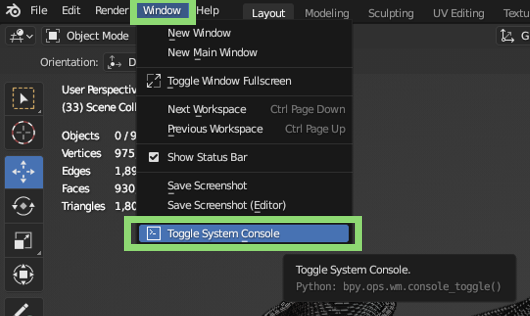 File Edit Render Window Help Layout Modeling Sculpting UV Editing
Object Mode
Orientation:
New Window
New Main Window
Toggle Window Fullscreen
Next Workspace Ctrl Page Down
Previous Workspace Ctrl Page Up
Show Status Bar
Save Screenshot
Save Screenshot (Editor)
Toggle System Console
User Perspectiv
(33) Scene Coll
Objects 0/9
Vertices 975
Edges 1,89
Faces 930
Triangles 1,80
Toggle System Console.
Python: bpy.ops.wm.console_toggle()